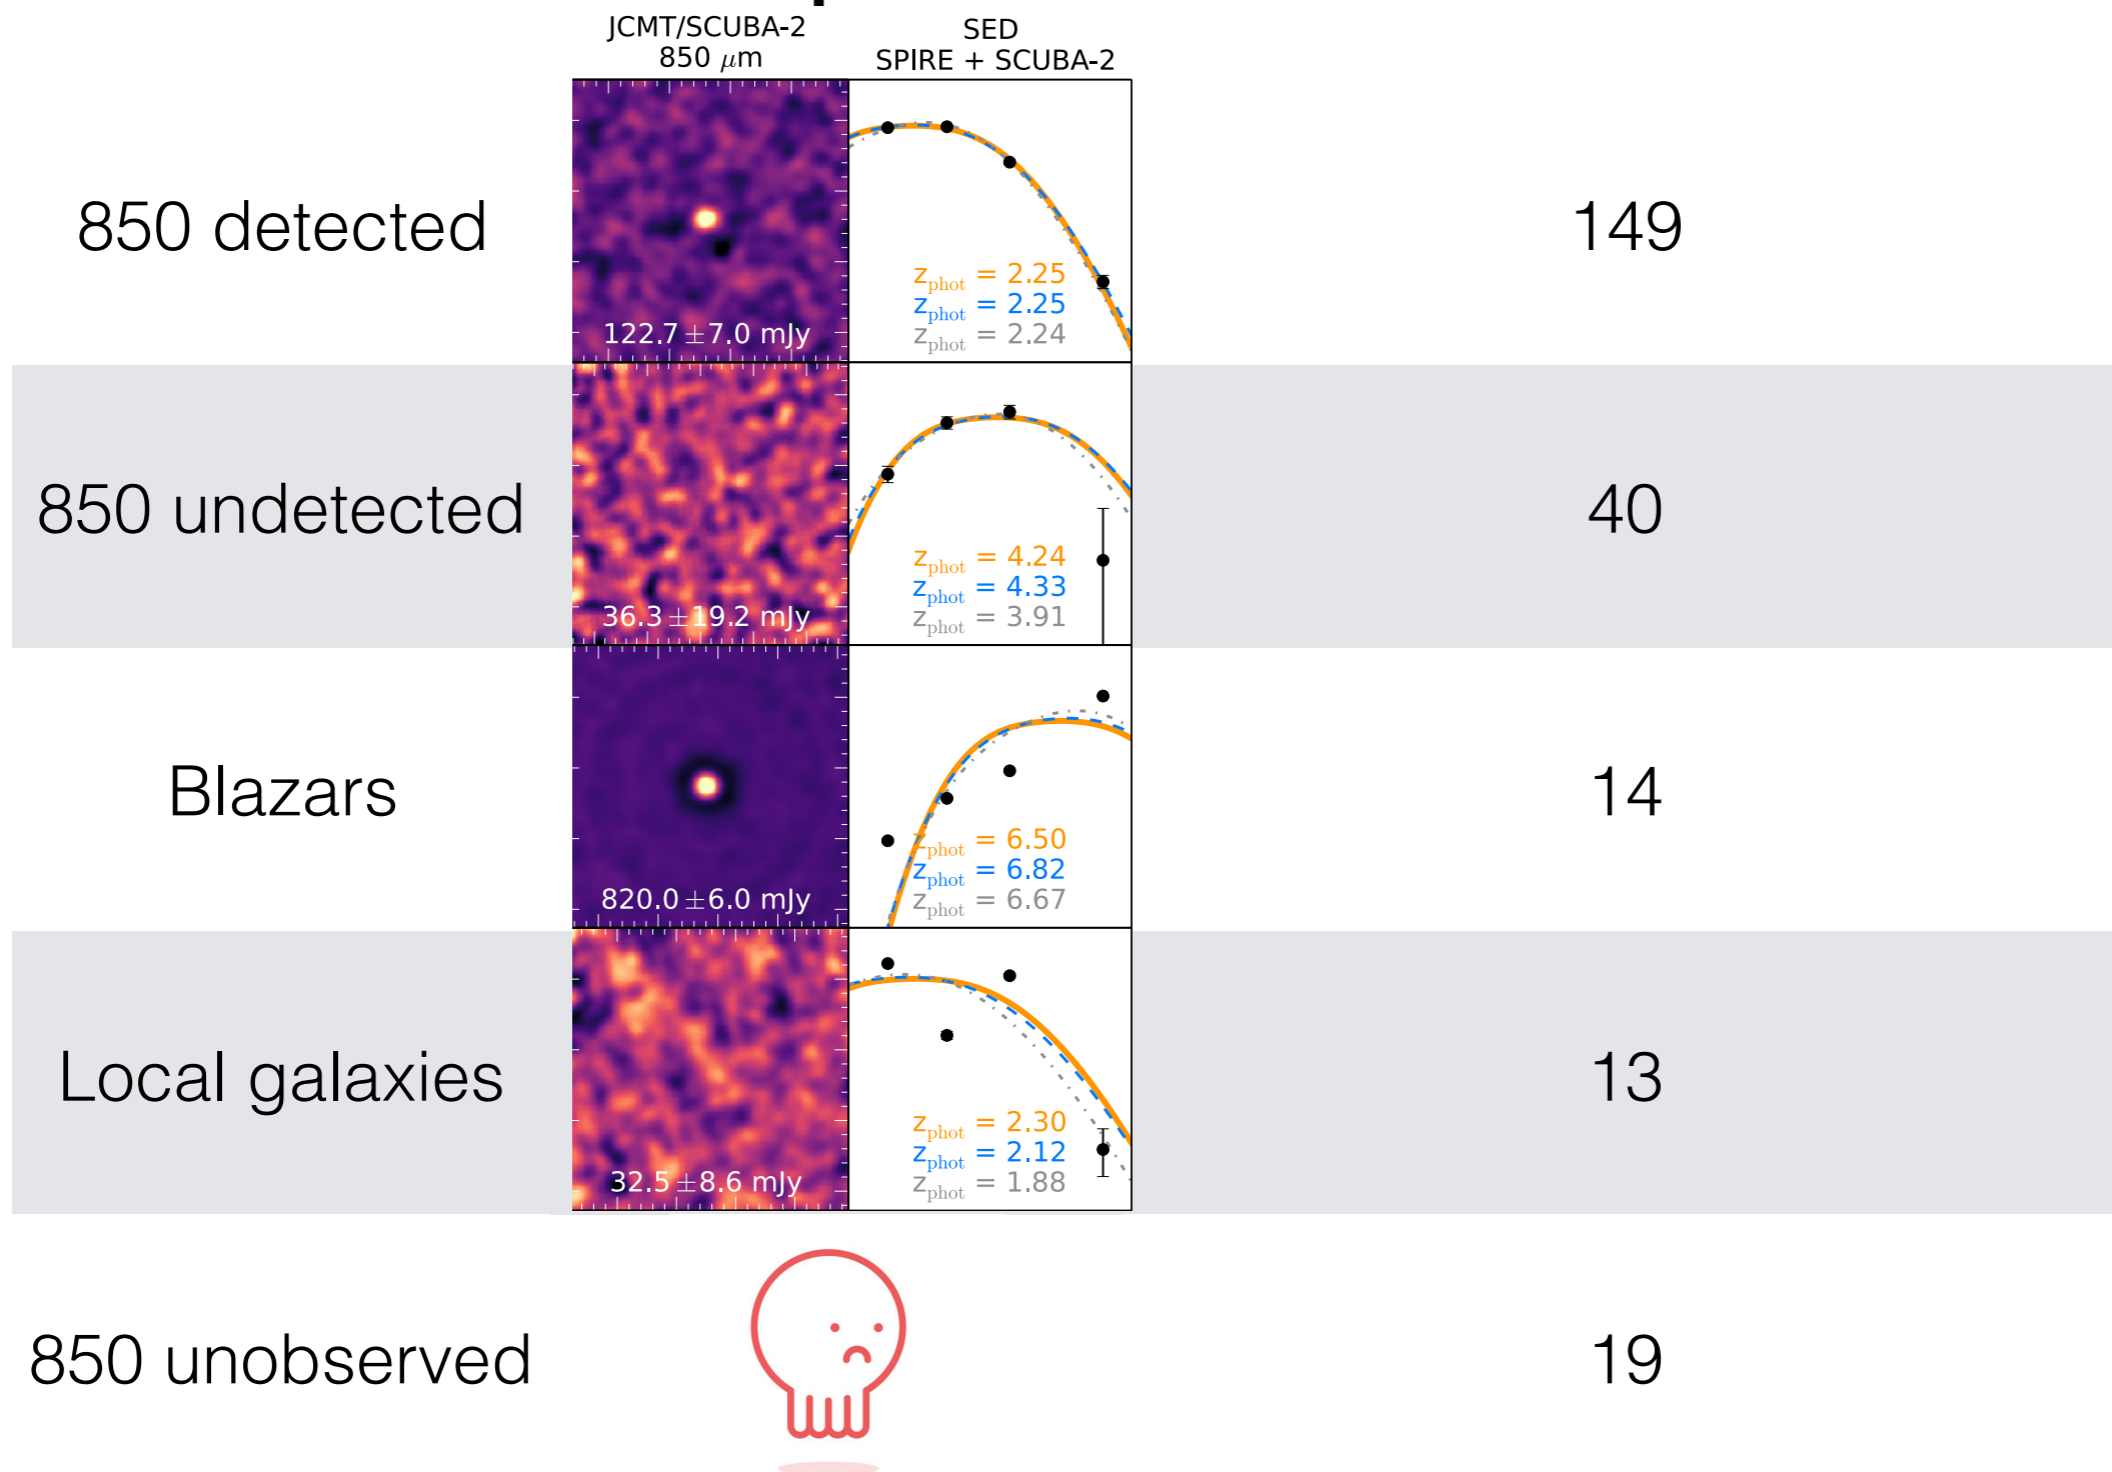 JCMT/SCUBA-2
850 μm
SED
SPIRE + SCUBA-2
850 detected
122.7 ± 7.0 mJy
z_phot = 2.25
z_phot = 2.25
z_phot = 2.24
149
850 undetected
36.3 ± 19.2 mJy
z_phot = 4.24
z_phot = 4.33
z_phot = 3.91
40
Blazars
820.0 ± 6.0 mJy
z_phot = 6.50
z_phot = 6.82
z_phot = 6.67
14
Local galaxies
32.5 ± 8.6 mJy
z_phot = 2.30
z_phot = 2.12
z_phot = 1.88
13
850 unobserved
19